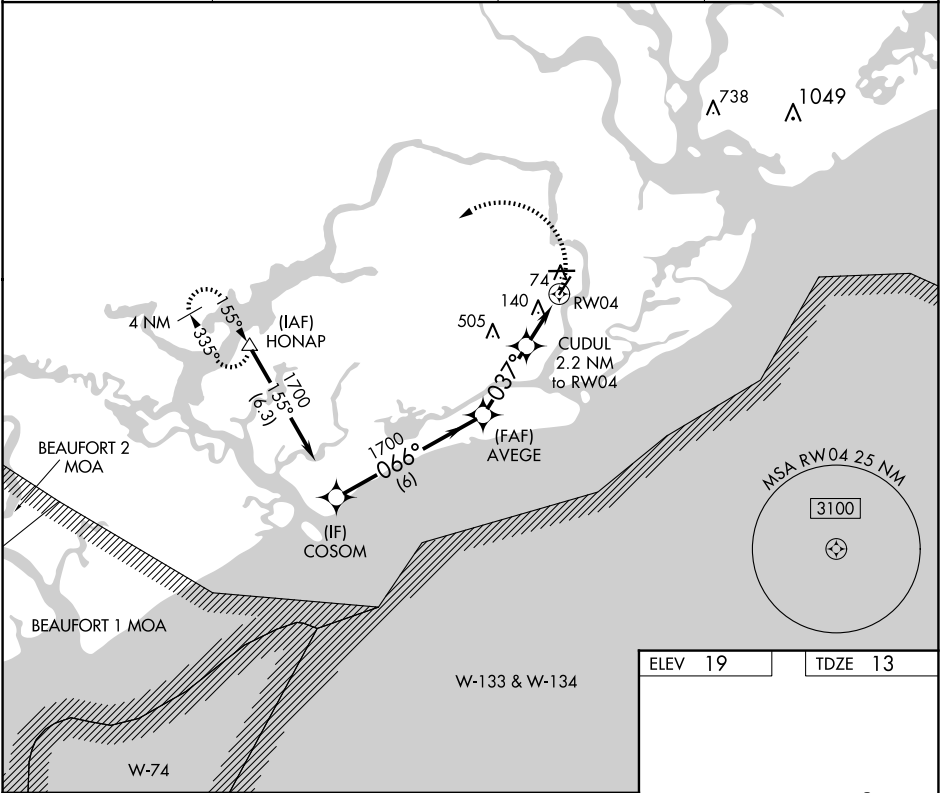 738
1049
74
RW04
140
505
CUDUL
2.2 NM
to RW04
4 NM
155°
335°
(IAF)
HONAP
1700
155°
(6.3)
037°
(FAF)
AVEGE
1700
066°
(6)
(IF)
COSOM
BEAUFORT 2
MOA
MSA RW04 25 NM
3100
BEAUFORT 1 MOA
W-133 & W-134
W-74
ELEV 19
TDZE 13